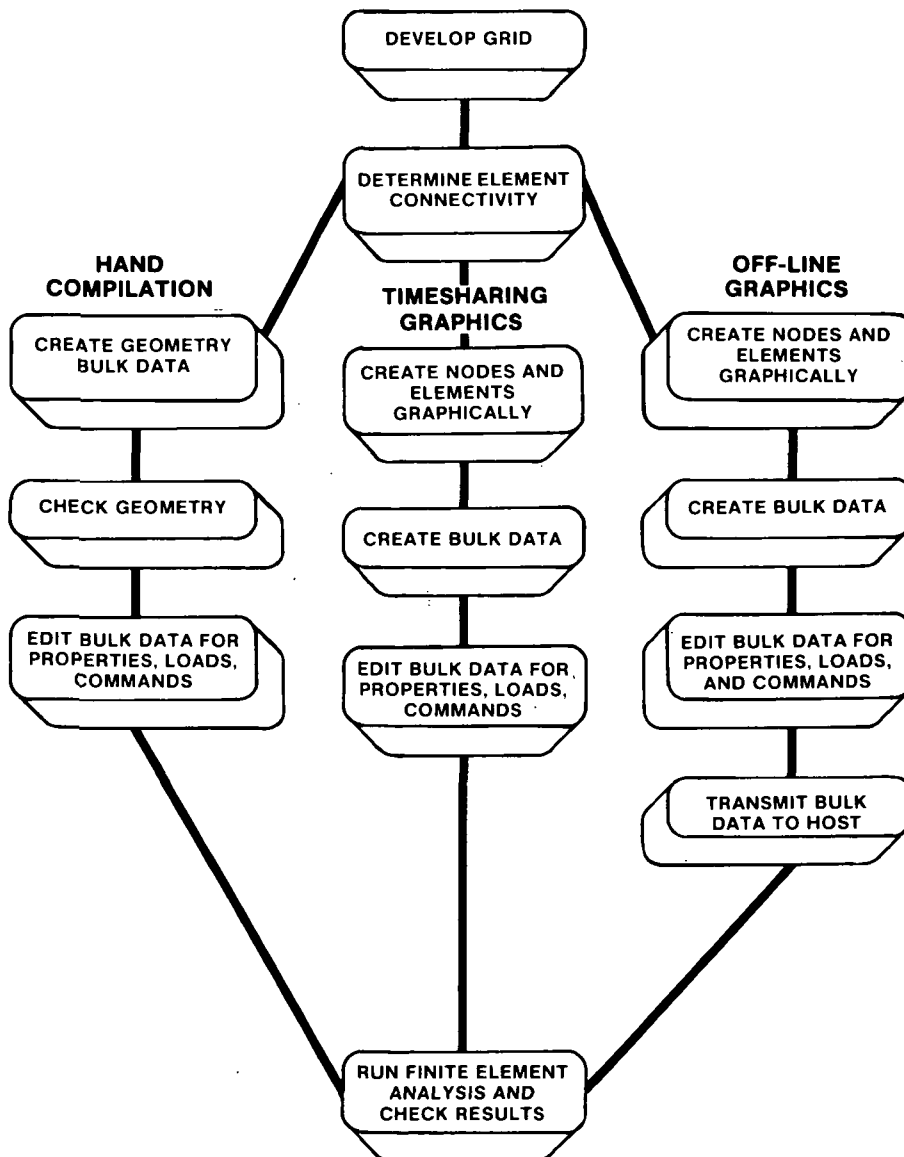 DEVELOP GRID
DETERMINE ELEMENT
CONNECTIVITY
HAND
COMPILATION
CREATE GEOMETRY
BULK DATA
CHECK GEOMETRY
EDIT BULK DATA FOR
PROPERTIES, LOADS,
COMMANDS
TIMESHARING
GRAPHICS
CREATE NODES AND
ELEMENTS
GRAPHICALLY
CREATE BULK DATA
EDIT BULK DATA FOR
PROPERTIES, LOADS,
COMMANDS
OFF-LINE
GRAPHICS
CREATE NODES AND
ELEMENTS
GRAPHICALLY
CREATE BULK DATA
EDIT BULK DATA FOR
PROPERTIES, LOADS,
AND COMMANDS
TRANSMIT BULK
DATA TO HOST
RUN FINITE ELEMENT
ANALYSIS AND
CHECK RESULTS